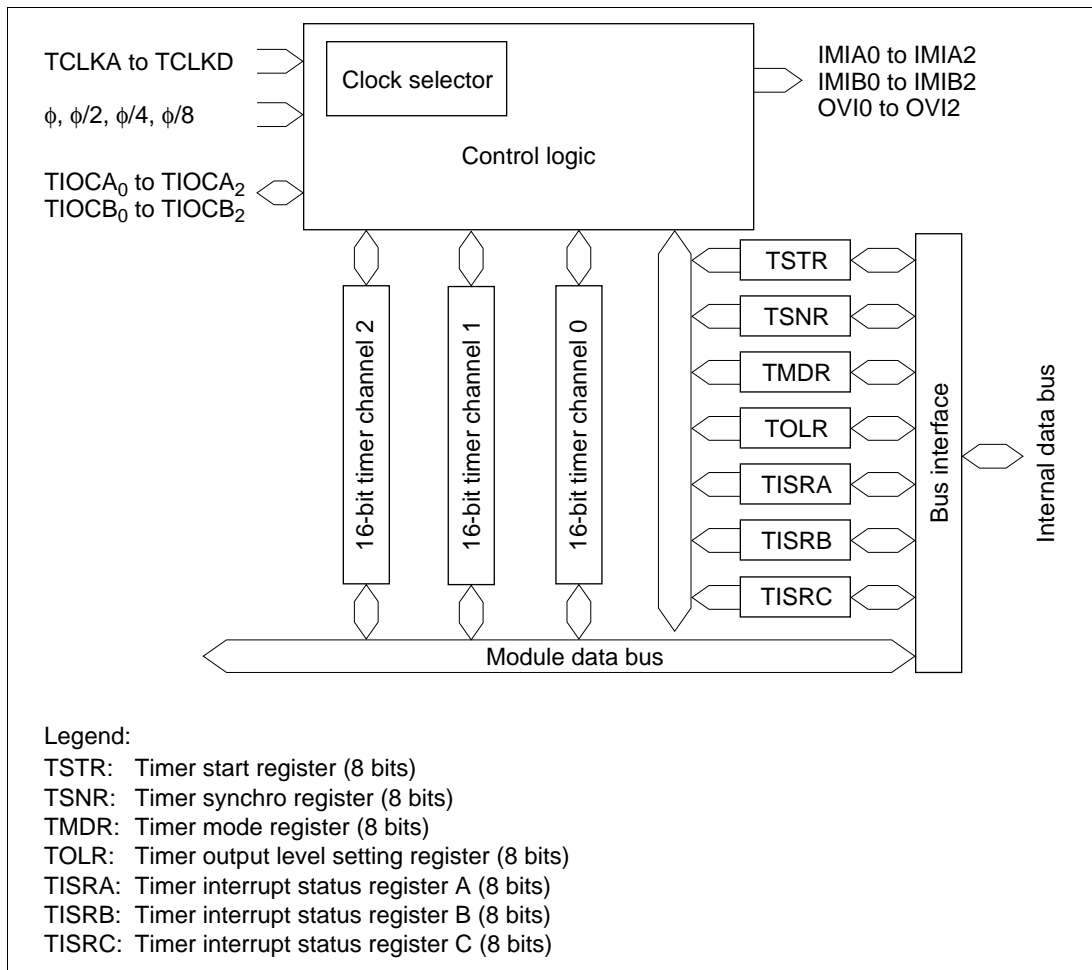 TCLKA to TCLKD
ϕ, ϕ/2, ϕ/4, ϕ/8
TIOCA0 to TIOCA2
TIOCB0 to TIOCB2
Clock selector
Control logic
IMIA0 to IMIA2
IMIB0 to IMIB2
OVI0 to OVI2
16-bit timer channel 2
16-bit timer channel 1
16-bit timer channel 0
TSTR
TSNR
TMDR
TOLR
TISRA
TISRB
TISRC
Bus interface
Internal data bus
Module data bus
Legend:
TSTR: Timer start register (8 bits)
TSNR: Timer synchro register (8 bits)
TMDR: Timer mode register (8 bits)
TOLR: Timer output level setting register (8 bits)
TISRA: Timer interrupt status register A (8 bits)
TISRB: Timer interrupt status register B (8 bits)
TISRC: Timer interrupt status register C (8 bits)